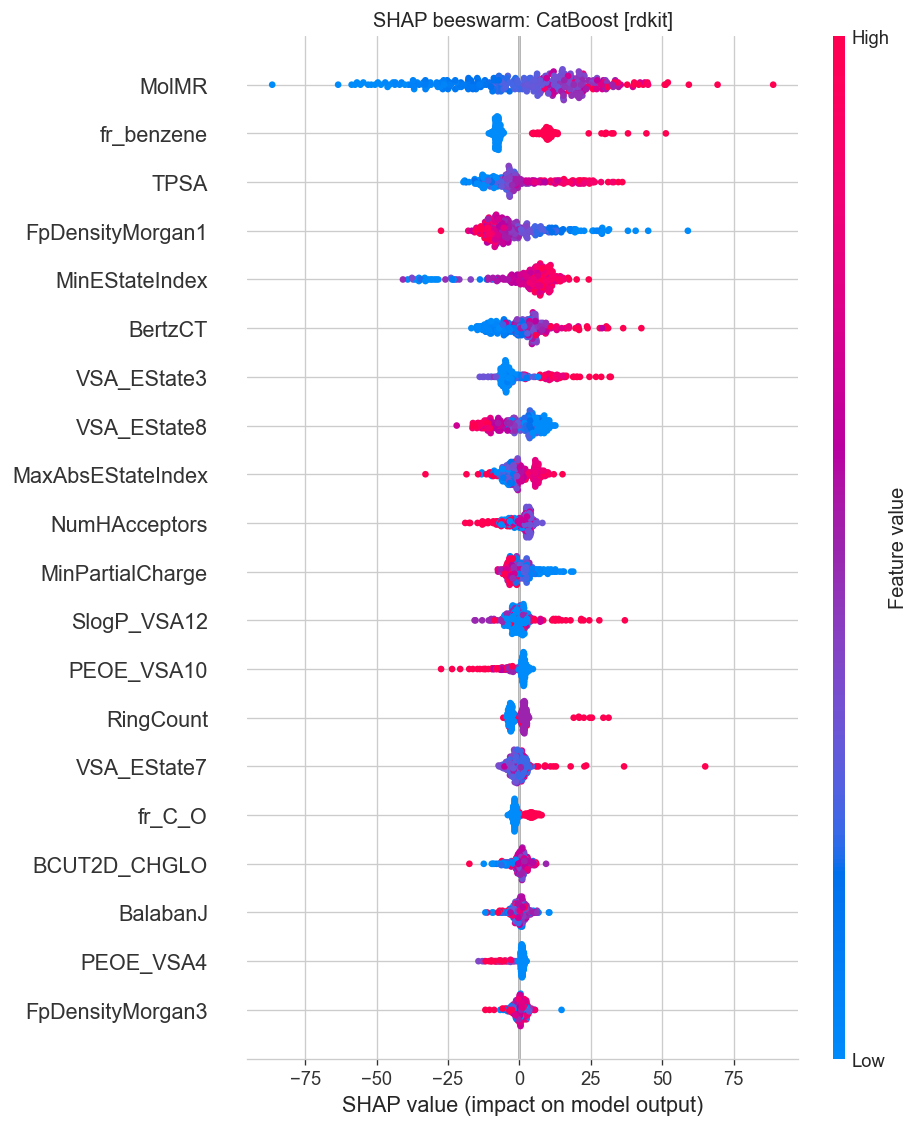 SHAP beeswarm: CatBoost [rdkit]
High
MolMR
fr_benzene
TPSA
FpDensityMorgan1
MinEStateIndex
BertzCT
VSA_EState3
VSA_EState8
MaxAbsEStateIndex
NumHAcceptors
MinPartialCharge
SlogP_VSA12
PEOE_VSA10
RingCount
VSA_EState7
fr_C_O
BCUT2D_CHGLO
BalabanJ
PEOE_VSA4
FpDensityMorgan3
Feature value
Low
−75 −50 −25 0 25 50 75
SHAP value (impact on model output)